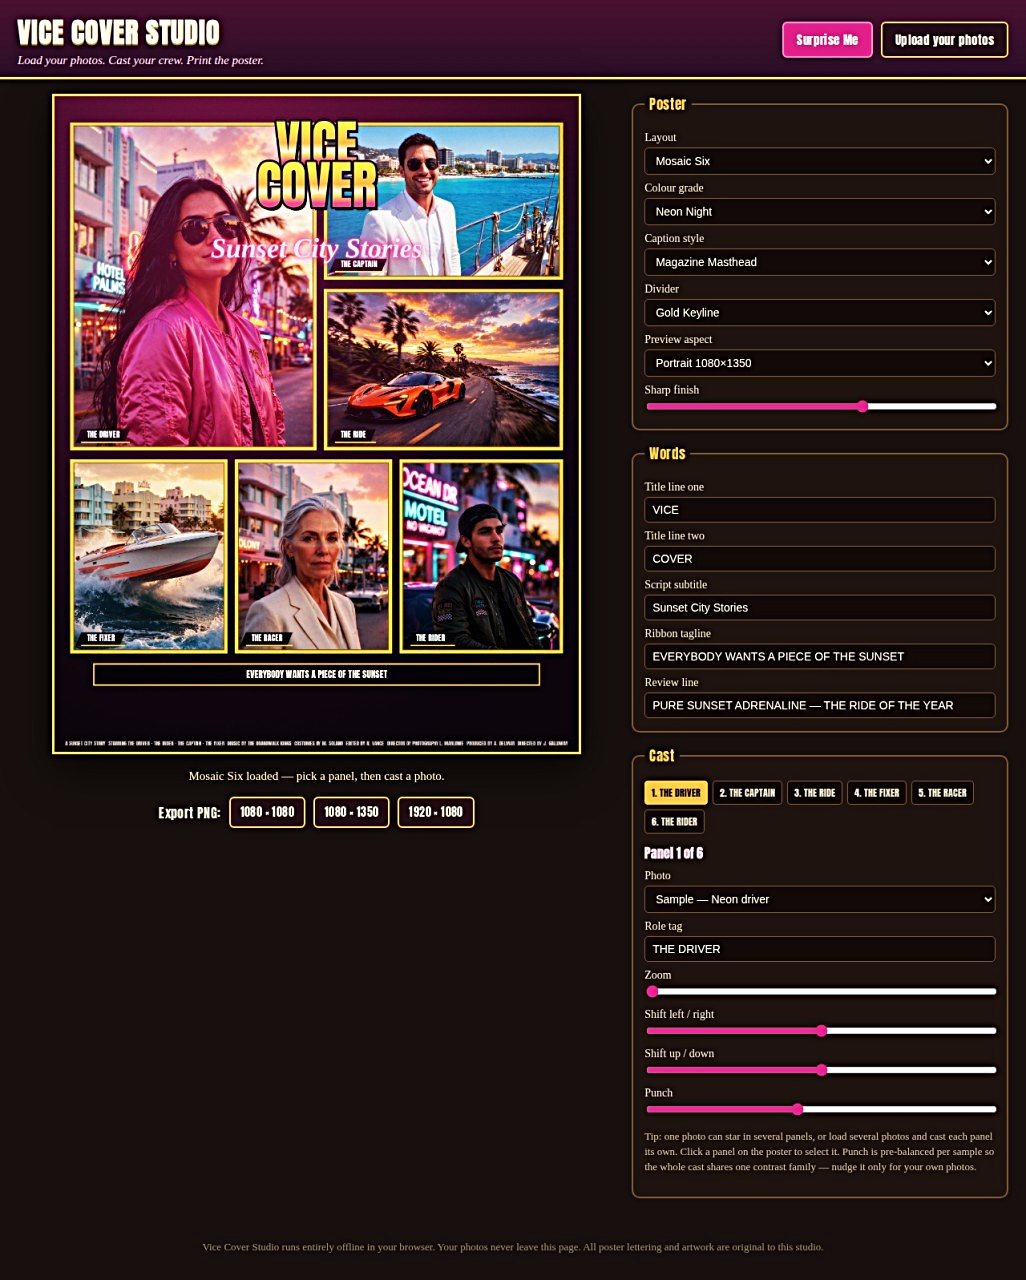 VICE COVER STUDIO
Load your photos. Cast your crew. Print the poster.
Surprise Me
Upload your photos
VICE
COVER
Sunset City Stories
HOTEL
PALMS
THE CAPTAIN
THE DRIVER
THE RIDE
COLONY
OCEAN DR
MOTEL
NO VACANCY
THE FIXER
THE RACER
THE RIDER
EVERYBODY WANTS A PIECE OF THE SUNSET
Mosaic Six loaded — pick a panel, then cast a photo.
Export PNG:
1080 × 1080
1080 × 1350
1920 × 1080
Poster
Layout
Mosaic Six
Colour grade
Neon Night
Caption style
Magazine Masthead
Divider
Gold Keyline
Preview aspect
Portrait 1080×1350
Sharp finish
Words
Title line one
VICE
Title line two
COVER
Script subtitle
Sunset City Stories
Ribbon tagline
EVERYBODY WANTS A PIECE OF THE SUNSET
Review line
PURE SUNSET ADRENALINE — THE RIDE OF THE YEAR
Cast
1. THE DRIVER
2. THE CAPTAIN
3. THE RIDE
4. THE FIXER
5. THE RACER
6. THE RIDER
Panel 1 of 6
Photo
Sample — Neon driver
Role tag
THE DRIVER
Zoom
Shift left / right
Shift up / down
Punch
Tip: one photo can star in several panels, or load several photos and cast each panel
its own. Click a panel on the poster to select it. Punch is pre-balanced per sample so
the whole cast shares one contrast family — nudge it only for your own photos.
Vice Cover Studio runs entirely offline in your browser. Your photos never leave this page. All poster lettering and artwork are original to this studio.